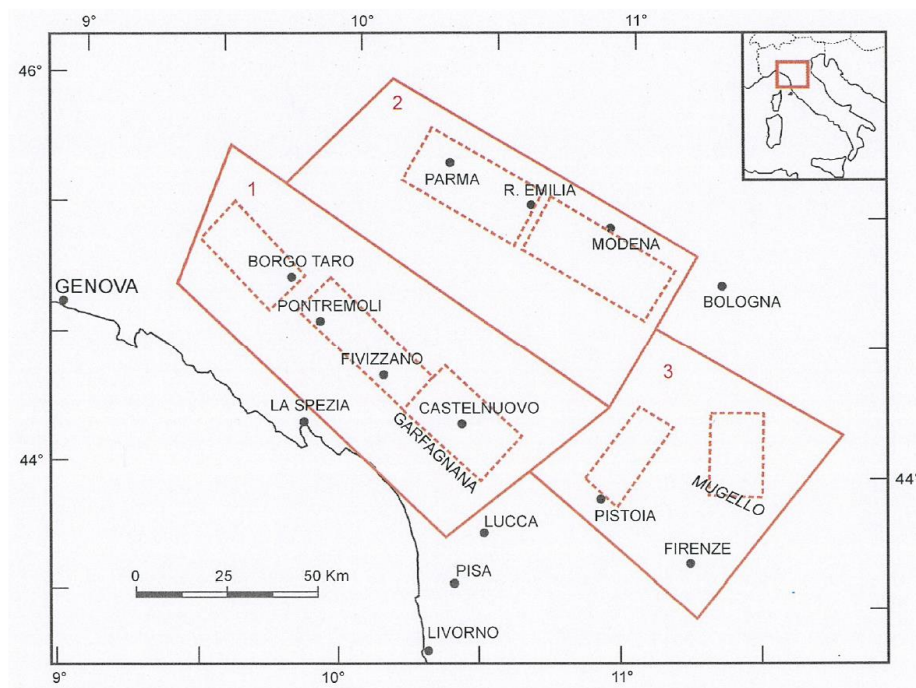 9°
10°
11°
46°
2
1
PARMA
R. EMILIA
MODENA
BORGO TARO
GENOVA
BOLOGNA
PONTREMOLI
FIVIZZANO
3
LA SPEZIA
CASTELNUOVO
GARFAGNANA
44°
44°
MUGELLO
PISTOIA
LUCCA
FIRENZE
0 25 50 Km
PISA
LIVORNO
9°
10°
11°